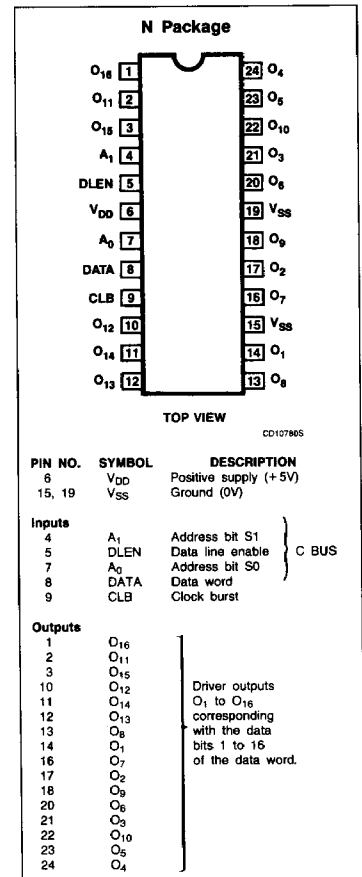 N Package
O16 1 24 O4
O11 2 23 O5
O15 3 22 O10
A1 4 21 O3
DLEN 5 20 O6
VDD 6 19 VSS
A0 7 18 O9
DATA 8 17 O2
CLB 9 16 O7
O12 10 15 VSS
O14 11 14 O1
O13 12 13 O8
TOP VIEW
CD10780S
PIN NO. SYMBOL DESCRIPTION
6 VDD Positive supply (+5V)
15, 19 VSS Ground (0V)
Inputs
4 A1 Address bit S1
5 DLEN Data line enable
7 A0 Address bit S0
8 DATA Data word
9 CLB Clock burst
C BUS
Outputs
1 O16
2 O11
3 O15
10 O12
11 O14
12 O13
13 O8
14 O1
16 O7
17 O2
18 O9
20 O6
21 O3
22 O10
23 O5
24 O4
Driver outputs
O1 to O16
corresponding
with the data
bits 1 to 16
of the data word.